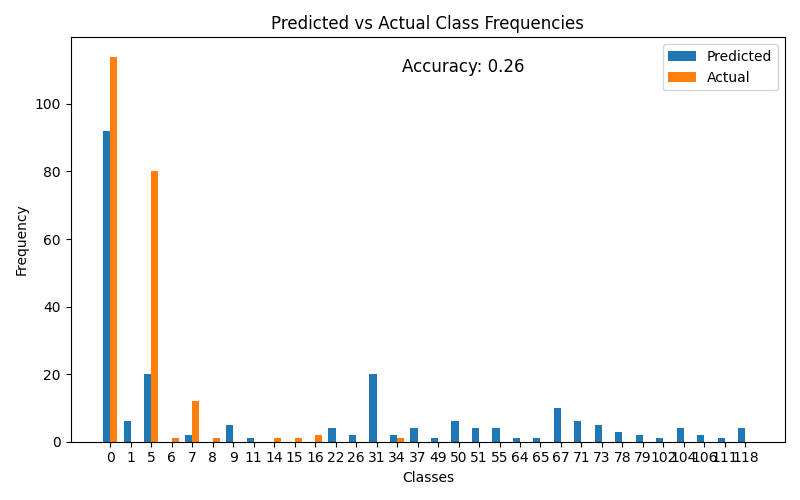 Predicted vs Actual Class Frequencies
Accuracy: 0.26
Predicted
Actual
Frequency
100
80
60
40
20
0
0 1 5 6 7 8 9 11 14 15 16 22 26 31 34 37 49 50 51 55 64 65 67 71 73 78 79 102 104 106 111 118
Classes